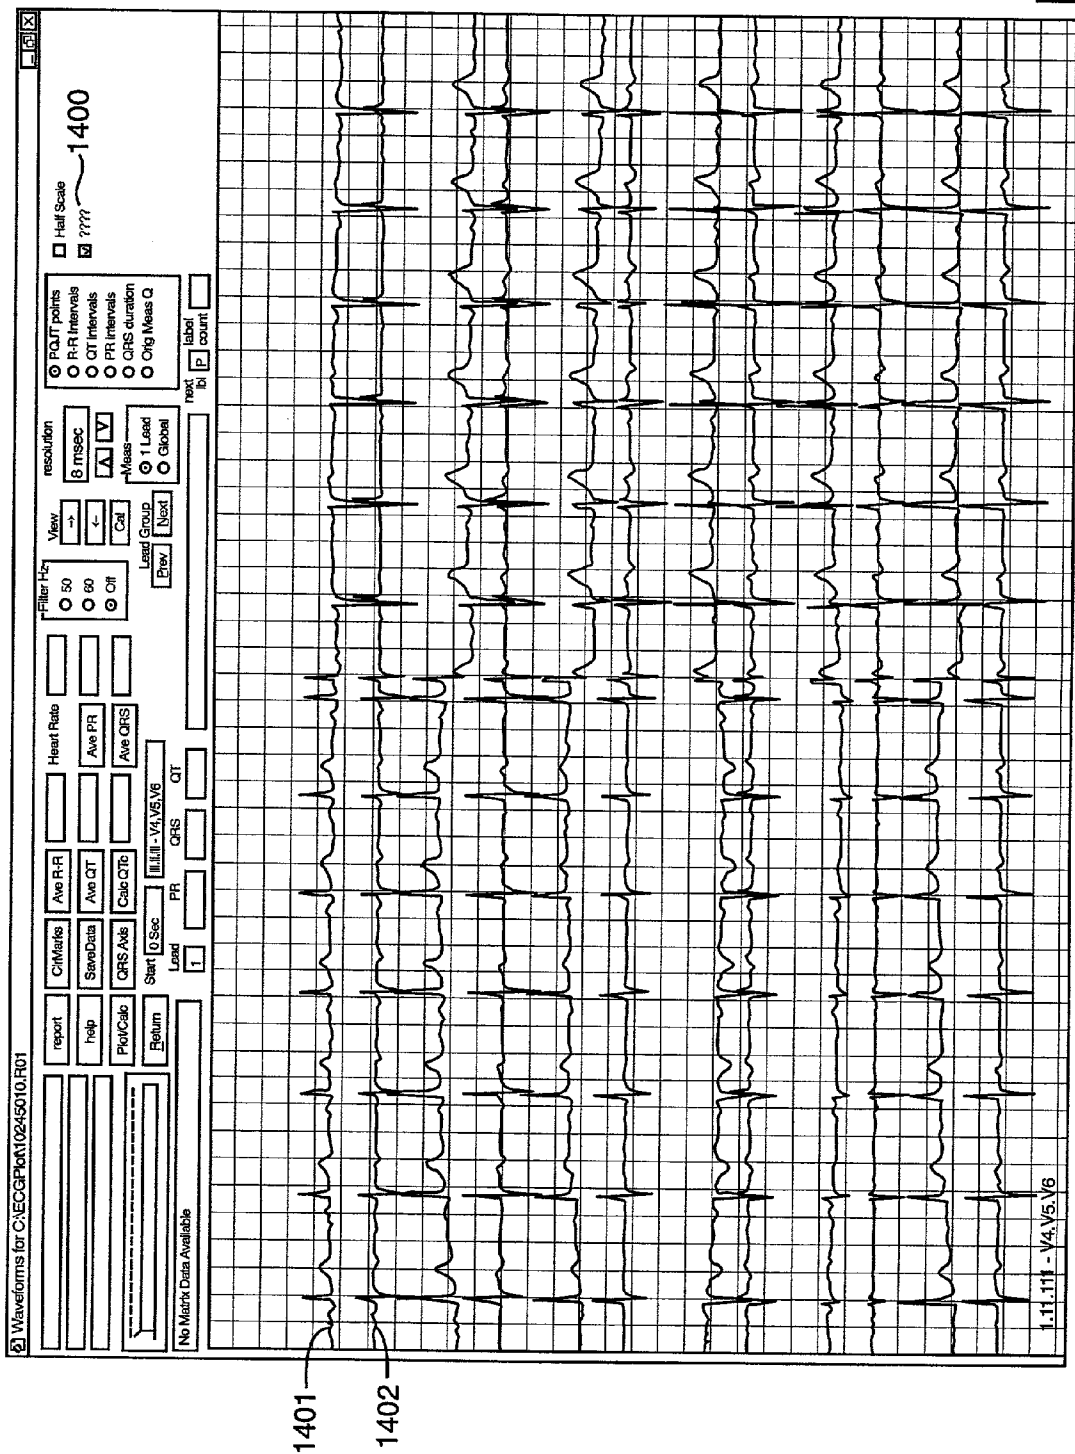 Waveforms for C:\ECGPlot\10245010.R01
report ClrMarks Ave R-R Heart Rate
help SaveData Ave QT Ave PR
Plot/Calc QRS Axis Calc QTc Ave QRS
Return Start 0 Sec III,II,III - V4,V5,V6
Lead 1 PR QRS QT
No Matrix Data Available
Filter Hz
50
60
Off
View
→
←
Cal
Lead Group
Prev Next
resolution
8 msec
Meas
1 Lead
Global
PQJT points
R-R Intervals
QT Intervals
PR Intervals
QRS duration
Orig Meas Q
next lbl P label count
Half Scale
????
1400
1401
1402
1.11.111 - V4.V5.V6